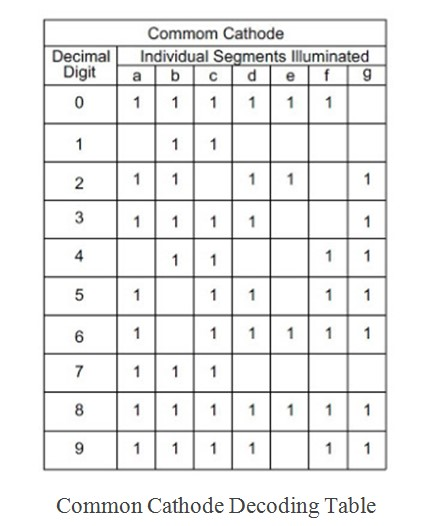 Commom Cathode
Decimal Digit Individual Segments Illuminated
a b c d e f g
0 1 1 1 1 1 1
1 1 1
2 1 1 1 1 1
3 1 1 1 1 1
4 1 1 1 1
5 1 1 1 1 1
6 1 1 1 1 1 1
7 1 1 1
8 1 1 1 1 1 1 1
9 1 1 1 1 1 1
Common Cathode Decoding Table